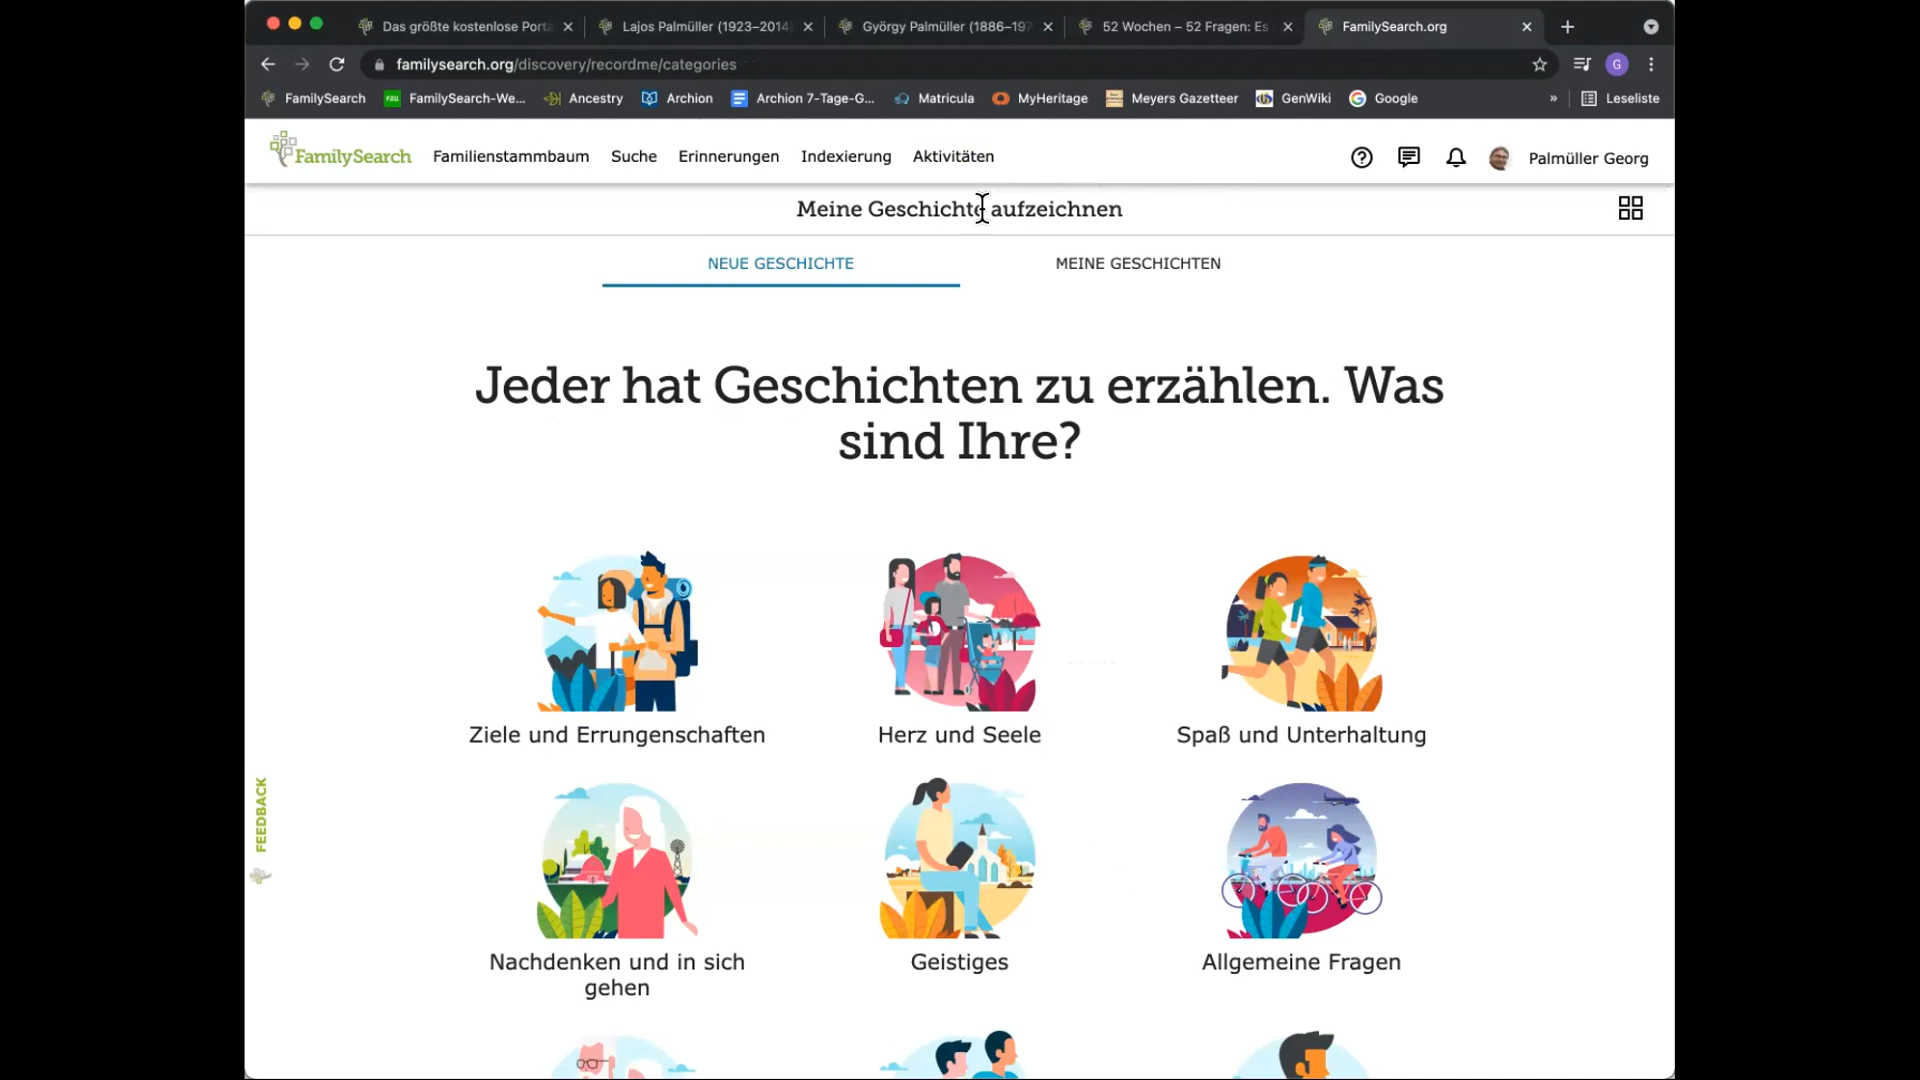 Das größte kostenlose Porta
Lajos Palmüller (1923–2014)
György Palmüller (1886–197
52 Wochen – 52 Fragen: Es
FamilySearch.org
familysearch.org/discovery/recordme/categories
FamilySearch
FamilySearch-We...
Ancestry
Archion
Archion 7-Tage-G...
Matricula
MyHeritage
Meyers Gazetteer
GenWiki
Google
»
Leseliste
G
FamilySearch
Familienstammbaum
Suche
Erinnerungen
Indexierung
Aktivitäten
Palmüller Georg
Meine Geschichte aufzeichnen
NEUE GESCHICHTE
MEINE GESCHICHTEN
Jeder hat Geschichten zu erzählen. Was
sind Ihre?
Ziele und Errungenschaften
Herz und Seele
Spaß und Unterhaltung
FEEDBACK
Nachdenken und in sich
gehen
Geistiges
Allgemeine Fragen